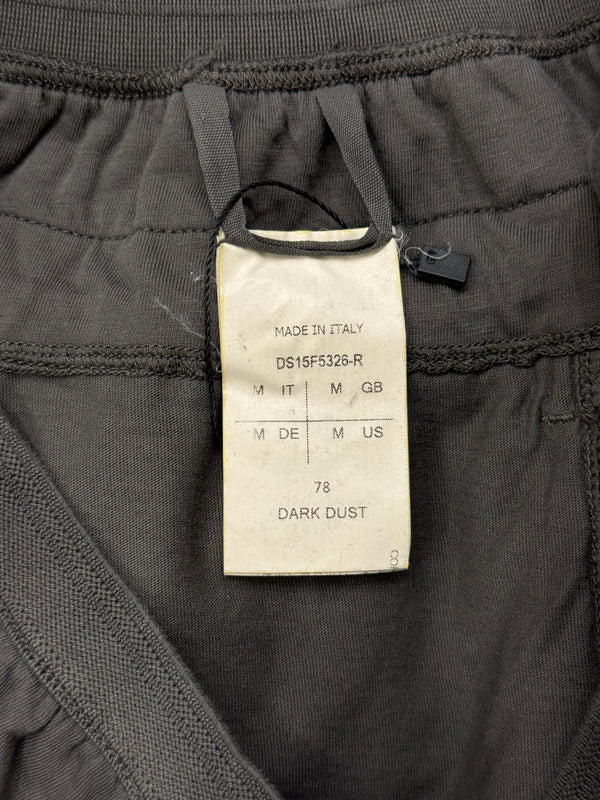 MADE IN ITALY
DS15F5326-R
M IT M GB
M DE M US
78
DARK DUST